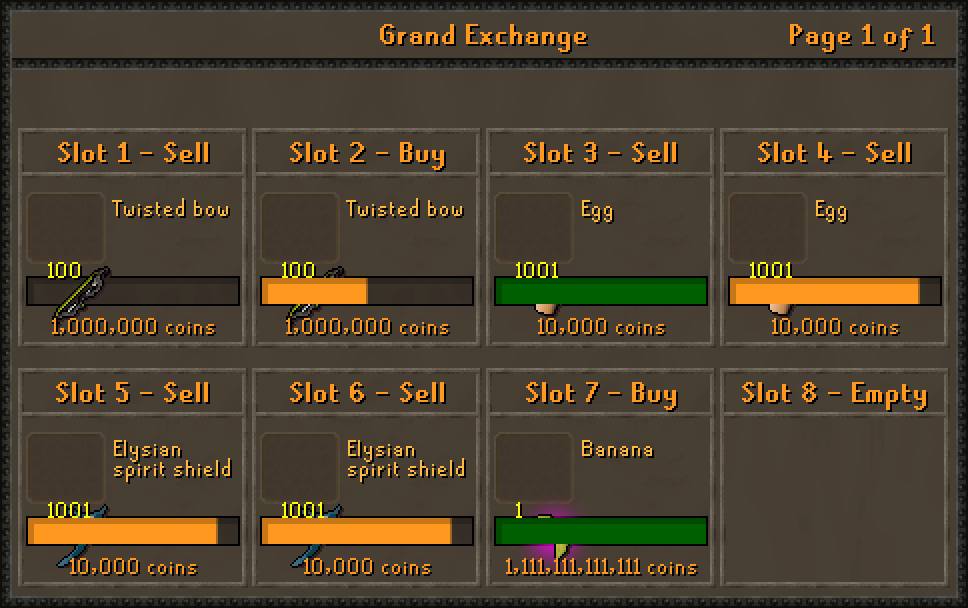 Grand Exchange
Page 1 of 1
Slot 1 - Sell
Twisted bow
100
1,000,000 coins
Slot 2 - Buy
Twisted bow
100
1,000,000 coins
Slot 3 - Sell
Egg
1001
10,000 coins
Slot 4 - Sell
Egg
1001
10,000 coins
Slot 5 - Sell
Elysian
spirit shield
1001
10,000 coins
Slot 6 - Sell
Elysian
spirit shield
1001
10,000 coins
Slot 7 - Buy
Banana
1
1,111,111,111,111 coins
Slot 8 - Empty